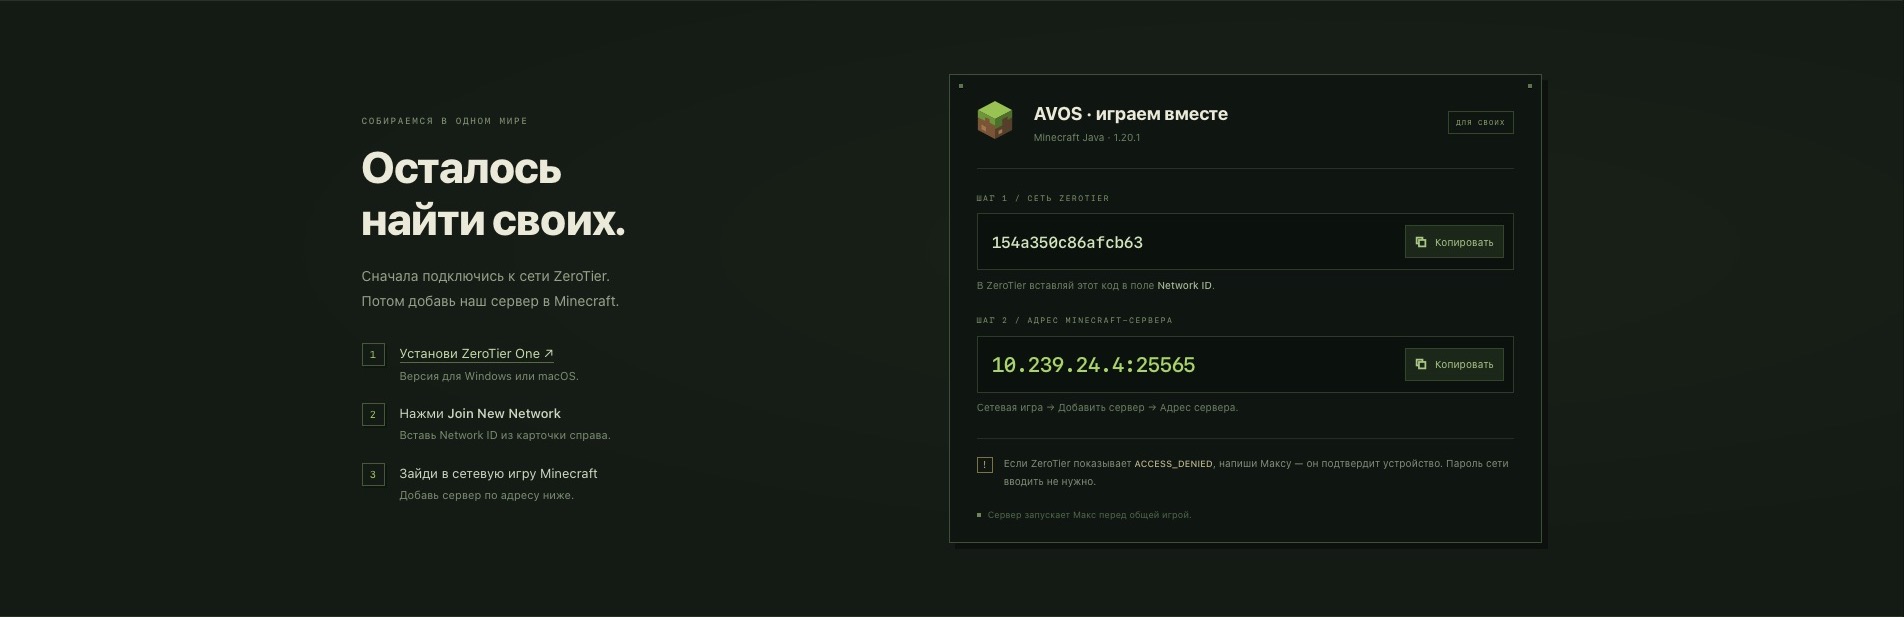 СОБИРАЕМСЯ В ОДНОМ МИРЕ
Осталось
найти своих.
Сначала подключись к сети ZeroTier.
Потом добавь наш сервер в Minecraft.
1
Установи ZeroTier One ↗
Версия для Windows или macOS.
2
Нажми Join New Network
Вставь Network ID из карточки справа.
3
Зайди в сетевую игру Minecraft
Добавь сервер по адресу ниже.
AVOS · играем вместе
Minecraft Java · 1.20.1
ДЛЯ СВОИХ
ШАГ 1 / СЕТЬ ZEROTIER
154a350c86afcb63
Копировать
В ZeroTier вставляй этот код в поле Network ID.
ШАГ 2 / АДРЕС MINECRAFT-СЕРВЕРА
10.239.24.4:25565
Копировать
Сетевая игра → Добавить сервер → Адрес сервера.
! Если ZeroTier показывает ACCESS_DENIED, напиши Максу — он подтвердит устройство. Пароль сети
вводить не нужно.
Сервер запускает Макс перед общей игрой.